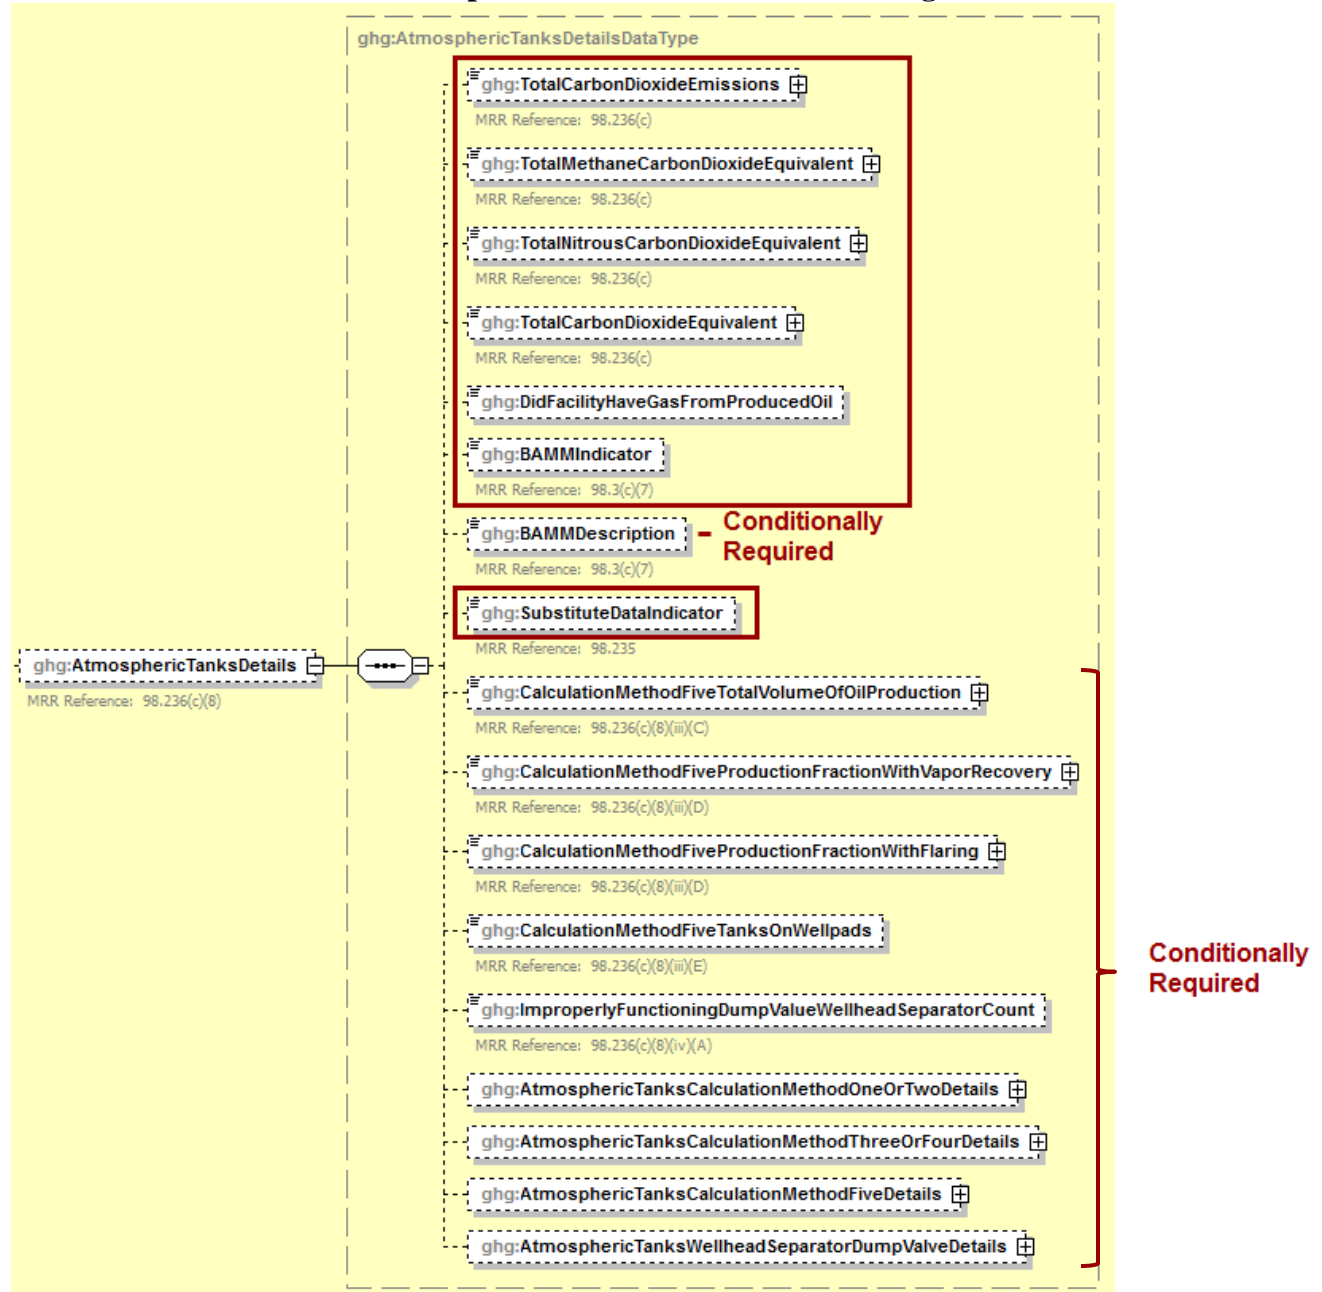 ghg:AtmosphericTanksDetailsDataType
ghg:TotalCarbonDioxideEmissions
MRR Reference: 98.236(c)
ghg:TotalMethaneCarbonDioxideEquivalent
MRR Reference: 98.236(c)
ghg:TotalNitrousCarbonDioxideEquivalent
MRR Reference: 98.236(c)
ghg:TotalCarbonDioxideEquivalent
MRR Reference: 98.236(c)
ghg:DidFacilityHaveGasFromProducedOil
ghg:BAMMIndicator
MRR Reference: 98.3(c)(7)
ghg:BAMMDescription
MRR Reference: 98.3(c)(7)
Conditionally
Required
ghg:SubstituteDataIndicator
MRR Reference: 98.235
ghg:AtmosphericTanksDetails
MRR Reference: 98.236(c)(8)
ghg:CalculationMethodFiveTotalVolumeOfOilProduction
MRR Reference: 98.236(c)(8)(iii)(C)
ghg:CalculationMethodFiveProductionFractionWithVaporRecovery
MRR Reference: 98.236(c)(8)(iii)(D)
ghg:CalculationMethodFiveProductionFractionWithFlaring
MRR Reference: 98.236(c)(8)(iii)(D)
ghg:CalculationMethodFiveTanksOnWellpads
MRR Reference: 98.236(c)(8)(iii)(E)
ghg:ImproperlyFunctioningDumpValueWellheadSeparatorCount
MRR Reference: 98.236(c)(8)(iv)(A)
ghg:AtmosphericTanksCalculationMethodOneOrTwoDetails
ghg:AtmosphericTanksCalculationMethodThreeOrFourDetails
ghg:AtmosphericTanksCalculationMethodFiveDetails
ghg:AtmosphericTanksWellheadSeparatorDumpValveDetails
Conditionally
Required